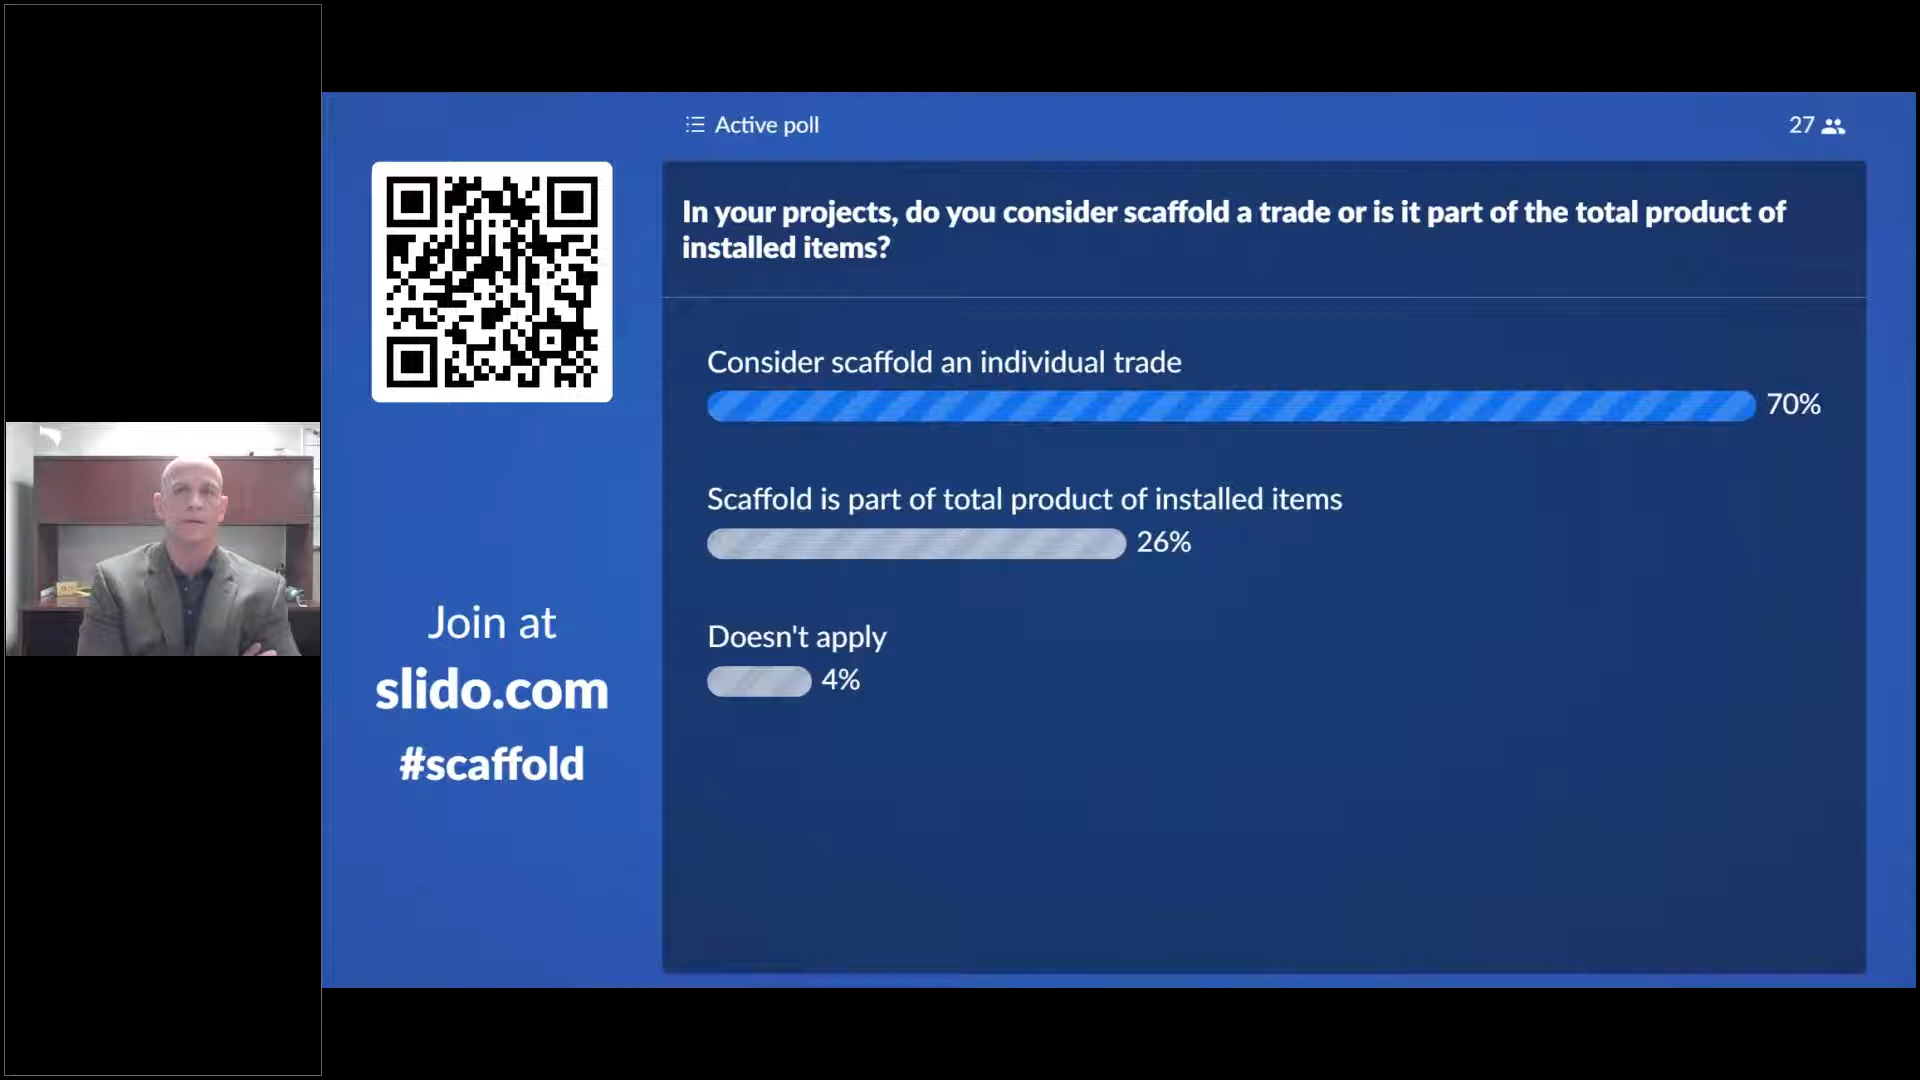 Active poll
27
In your projects, do you consider scaffold a trade or is it part of the total product of
installed items?
Consider scaffold an individual trade
70%
Scaffold is part of total product of installed items
26%
Doesn't apply
4%
Join at
slido.com
#scaffold